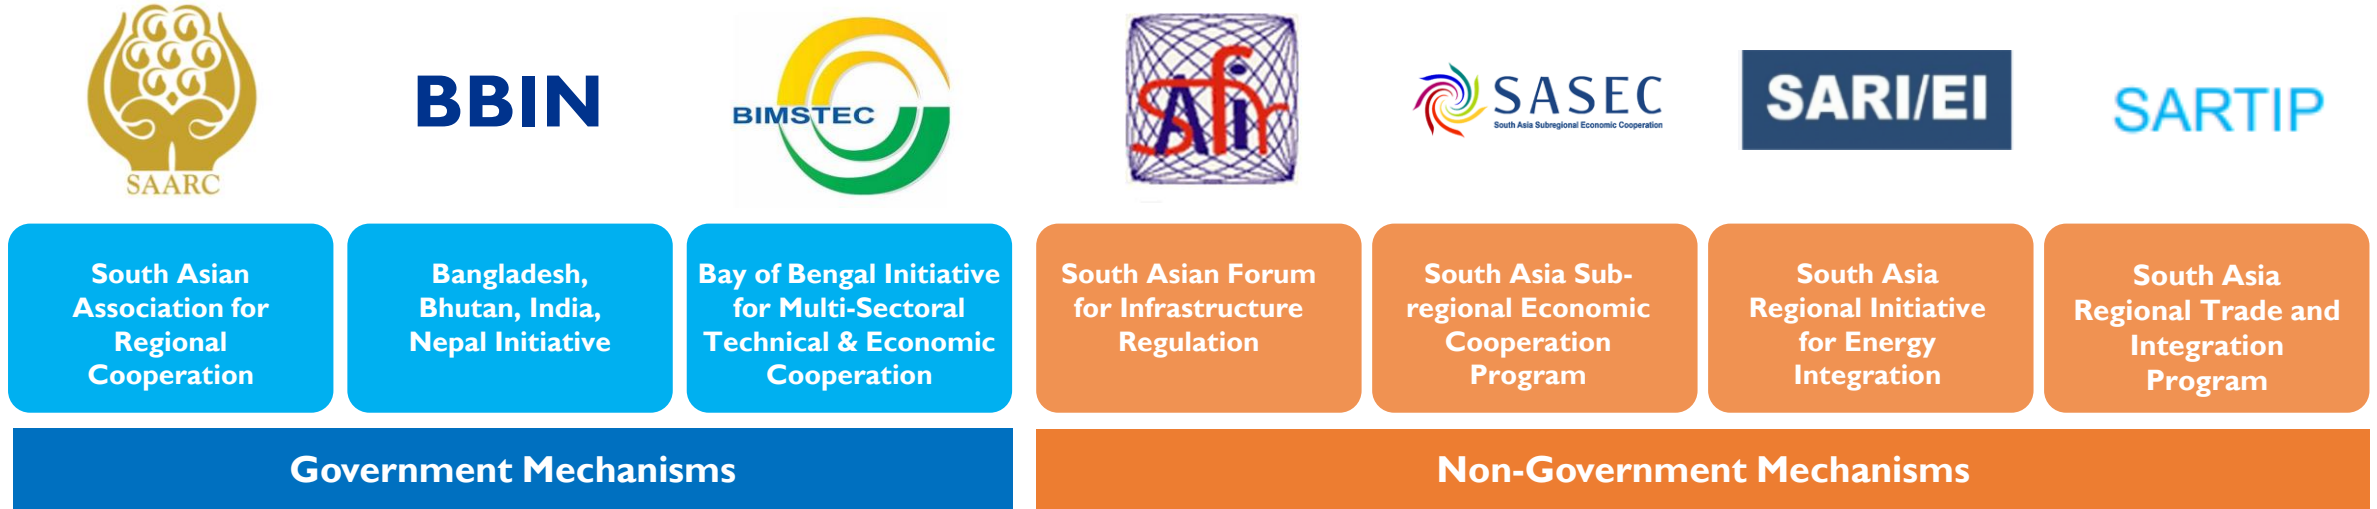 SAARC
BBIN
BIMSTEC
SAFIR
SASEC
South Asia Subregional Economic Cooperation
SARI/EI
SARTIP
South Asian
Association for
Regional
Cooperation
Bangladesh,
Bhutan, India,
Nepal Initiative
Bay of Bengal Initiative
for Multi-Sectoral
Technical & Economic
Cooperation
South Asian Forum
for Infrastructure
Regulation
South Asia Sub-
regional Economic
Cooperation
Program
South Asia
Regional Initiative
for Energy
Integration
South Asia
Regional Trade and
Integration
Program
Government Mechanisms
Non-Government Mechanisms